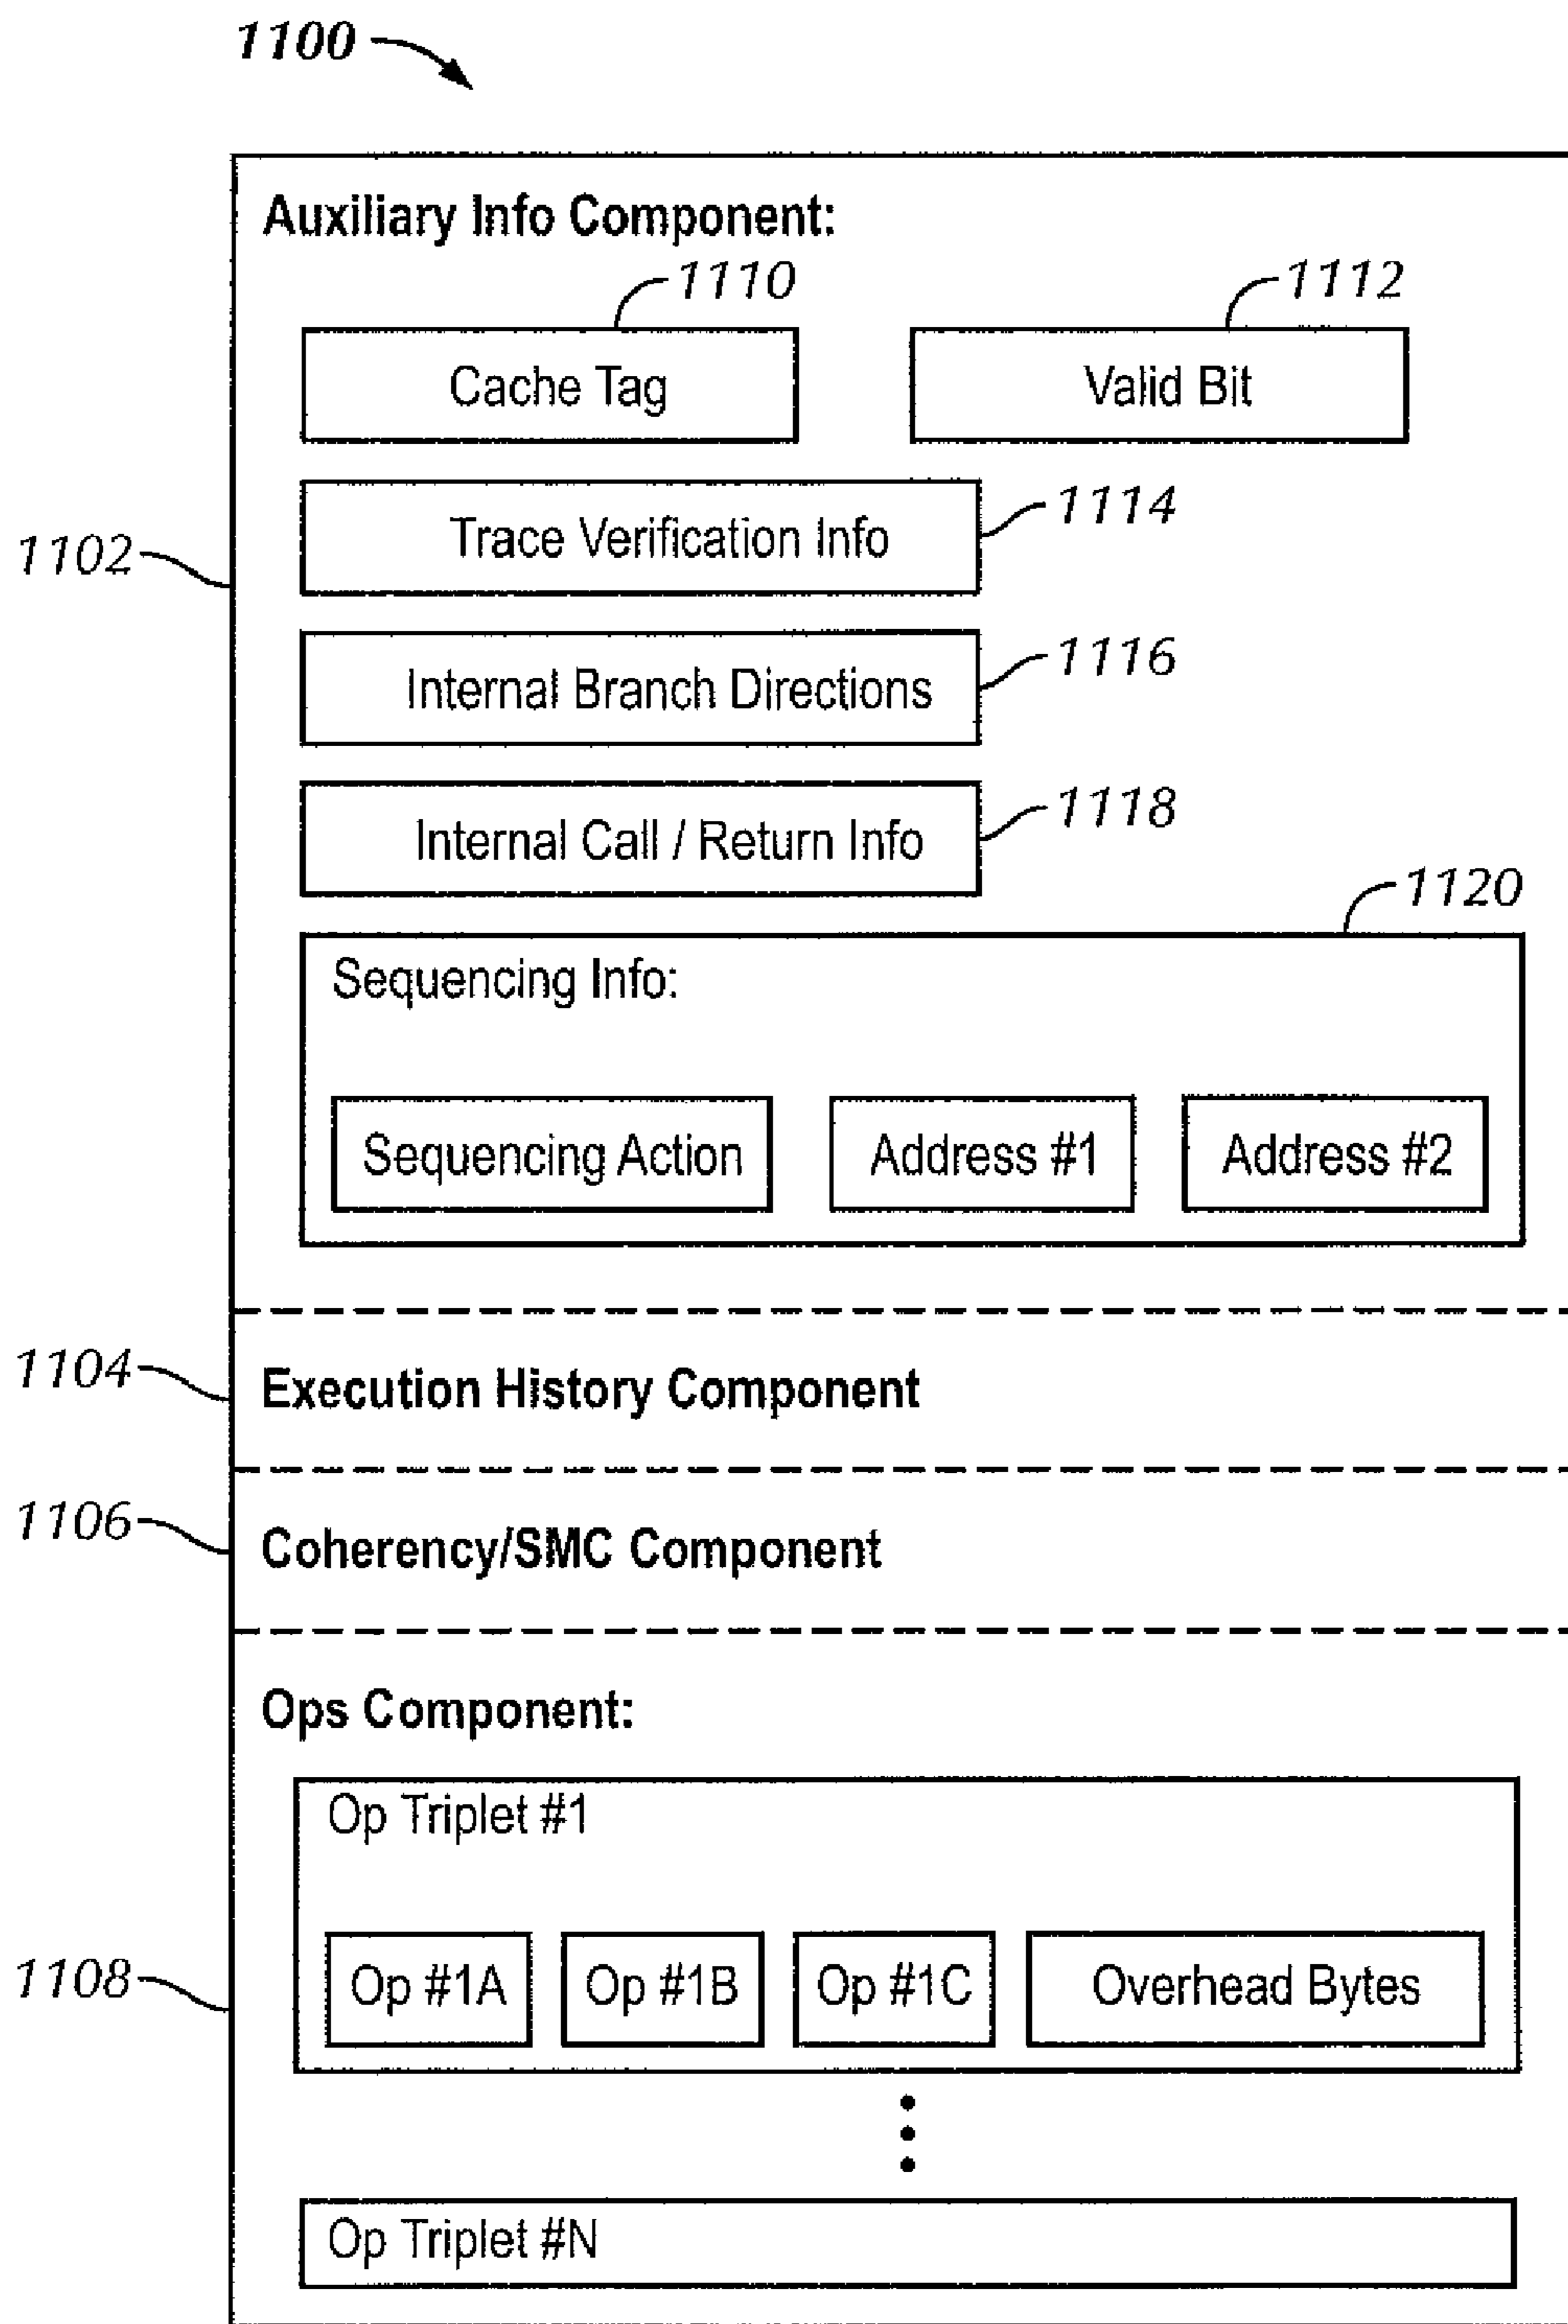 1100
Auxiliary Info Component:
1110
1112
Cache Tag
Valid Bit
Trace Verification Info
1114
1102
Internal Branch Directions
1116
Internal Call / Return Info
1118
1120
Sequencing Info:
Sequencing Action
Address #1
Address #2
1104
Execution History Component
1106
Coherency/SMC Component
Ops Component:
Op Triplet #1
1108
Op #1A
Op #1B
Op #1C
Overhead Bytes
Op Triplet #N